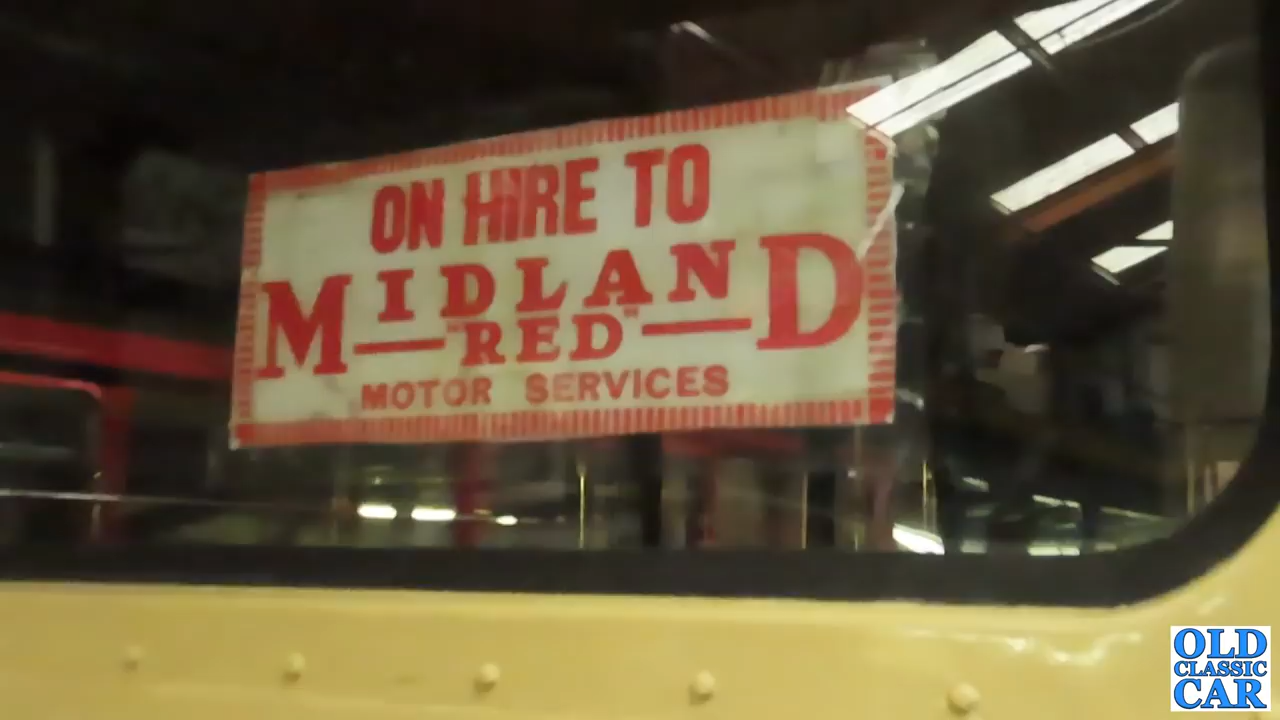 ON HIRE TO
MIDLAND
"RED"
MOTOR SERVICES
OLD
CLASSIC
CAR